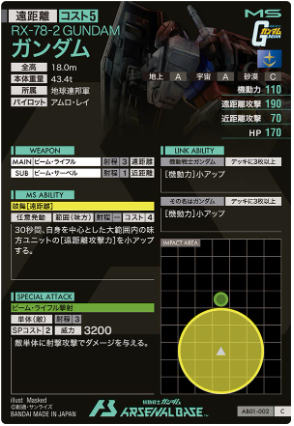 遠距離 コスト5
MS
RX-78-2 GUNDAM
ガンダム
G
GUNDAM
全高 18.0m
本体重量 43.4t
所属 地球連邦軍
パイロット アムロ・レイ
地上 A 宇宙 A 砂漠 C
機動力 110
遠距離攻撃 190
近距離攻撃 70
HP 170
WEAPON
MAIN ビーム・ライフル 射程 3 遠距離
SUB ビーム・サーベル 射程 1 近距離
LINK ABILITY
機動戦士ガンダム デッキに3枚以上
[機動力]小アップ
その名はガンダム デッキに3枚以上
[機動力]小アップ
MS ABILITY
鼓舞[遠距離]
任意発動 範囲(味方) 射程 ー コスト 4
30秒間、自身を中心とした大範囲内の味
方ユニットの[遠距離攻撃力]を小アップ
する。
IMPACT AREA
SPECIAL ATTACK
ビーム・ライフル撃射
単体(敵) 射程 3
SPコスト 2 威力 3200
敵単体に射撃攻撃でダメージを与える。
illust Masked
©創通・サンライズ
BANDAI MADE IN JAPAN
機動戦士ガンダム
ARSENAL BASE
AB01-002 C